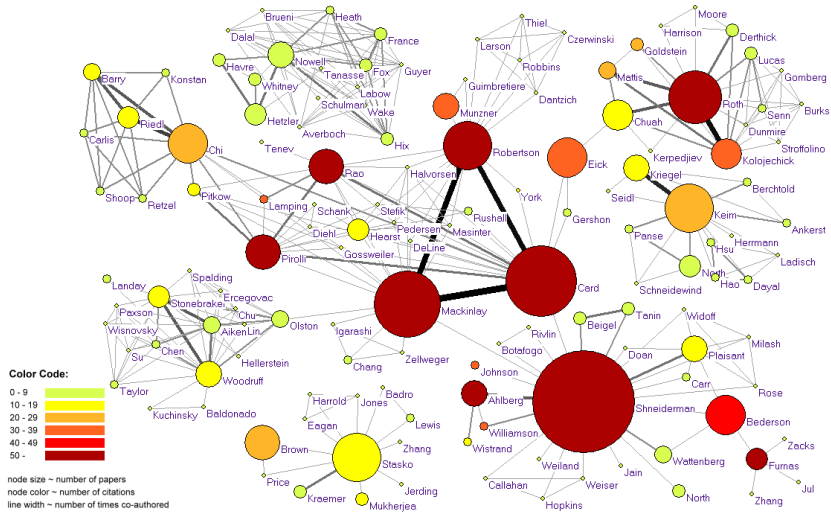 Brueni
Heath
Dalal
France
Nowell
Havre
Fox
Guyer
Tanasse
Whitney
Labow
Schulman
Wake
Hetzler
Averboch
Hix
Tenev
Barry
Konstan
Riedl
Carlis
Chi
Shoop
Retzel
Pitkow
Thiel
Larson
Czerwinski
Robbins
Guimbretiere
Dantzich
Munzner
Robertson
Halvorsen
Rao
Lamping
York
Eick
Gershon
Schank
Stefik
Rushall
Diehl
Hearst
Pedersen
Masinter
DeLine
Gossweiler
Pirolli
Card
Mackinlay
Igarashi
Zellweger
Chang
Moore
Harrison
Goldstein
Derthick
Lucas
Mattis
Gomberg
Roth
Senn
Burks
Chuah
Dunmire
Stroffolino
Kolojechick
Kerpedjiev
Kriegel
Berchtold
Seidl
Keim
Ankerst
Panse
Hsu
Herrmann
North
Ladisch
Schneidewind
Hao
Dayal
Spalding
Landay
Stonebraker
Ercegovac
Paxson
Chu
Wisnovsky
Aiken
Lin
Olston
Su
Chen
Hellerstein
Taylor
Woodruff
Kuchinsky
Baldonado
Tanin
Beigel
Rivlin
Widoff
Botafogo
Doan
Milash
Plaisant
Johnson
Carr
Rose
Ahlberg
Shneiderman
Bederson
Williamson
Wistrand
Zacks
Wattenberg
Furnas
Weiland
Jain
Callahan
Weiser
Jul
Hopkins
North
Zhang
Harrold
Jones
Badro
Eagan
Lewis
Brown
Zhang
Stasko
Price
Jerding
Kraemer
Mukherjea
Color Code:
0 - 9
10 - 19
20 - 29
30 - 39
40 - 49
50 -
node size ~ number of papers
node color ~ number of citations
line width ~ number of times co-authored